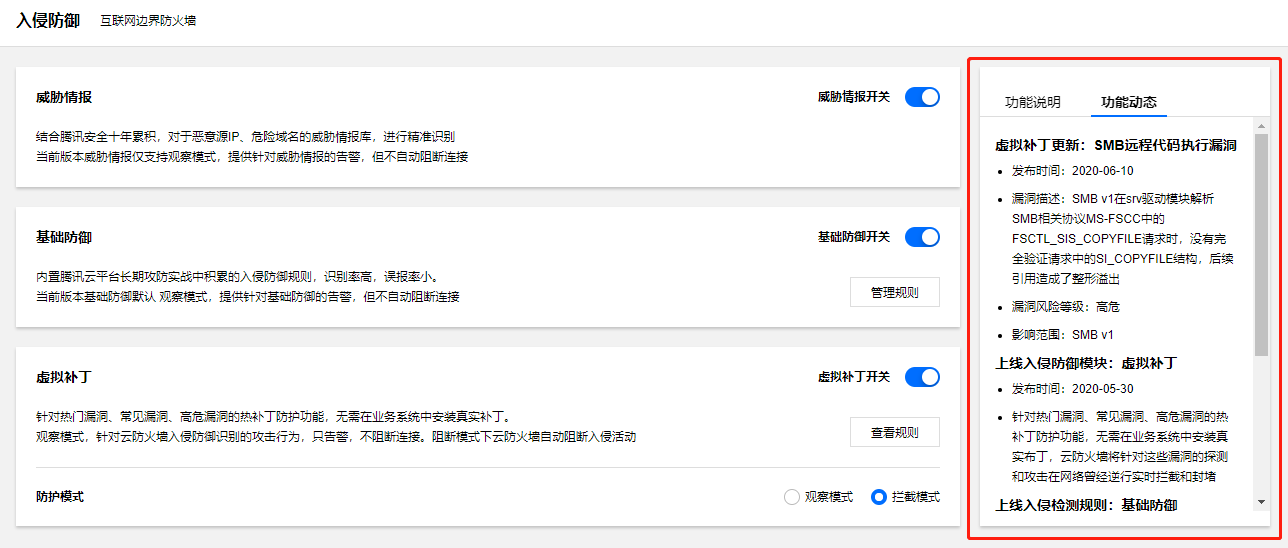 入侵防御 互联网边界防火墙
威胁情报 威胁情报开关
结合腾讯安全十年累积，对于恶意源IP、危险域名的威胁情报库，进行精准识别
当前版本威胁情报仅支持观察模式，提供针对威胁情报的告警，但不自动阻断连接
基础防御 基础防御开关
内置腾讯云平台长期攻防实战中积累的入侵防御规则，识别率高，误报率小。
当前版本基础防御默认 观察模式，提供针对基础防御的告警，但不自动阻断连接
管理规则
虚拟补丁 虚拟补丁开关
针对热门漏洞、常见漏洞、高危漏洞的热补丁防护功能，无需在业务系统中安装真实补丁。
观察模式，针对云防火墙入侵防御识别的攻击行为，只告警，不阻断连接。阻断模式下云防火墙自动阻断入侵活动
查看规则
防护模式 观察模式 拦截模式
功能说明 功能动态
虚拟补丁更新：SMB远程代码执行漏洞
发布时间：2020-06-10
漏洞描述：SMB v1在srv驱动模块解析
SMB相关协议MS-FSCC中的
FSCTL_SIS_COPYFILE请求时，没有完
全验证请求中的SI_COPYFILE结构，后续
引用造成了整形溢出
漏洞风险等级：高危
影响范围：SMB v1
上线入侵防御模块：虚拟补丁
发布时间：2020-05-30
针对热门漏洞、常见漏洞、高危漏洞的热
补丁防护功能，无需在业务系统中安装真
实布丁，云防火墙将针对这些漏洞的探测
和攻击在网络曾经逆行实时拦截和封堵
上线入侵检测规则：基础防御